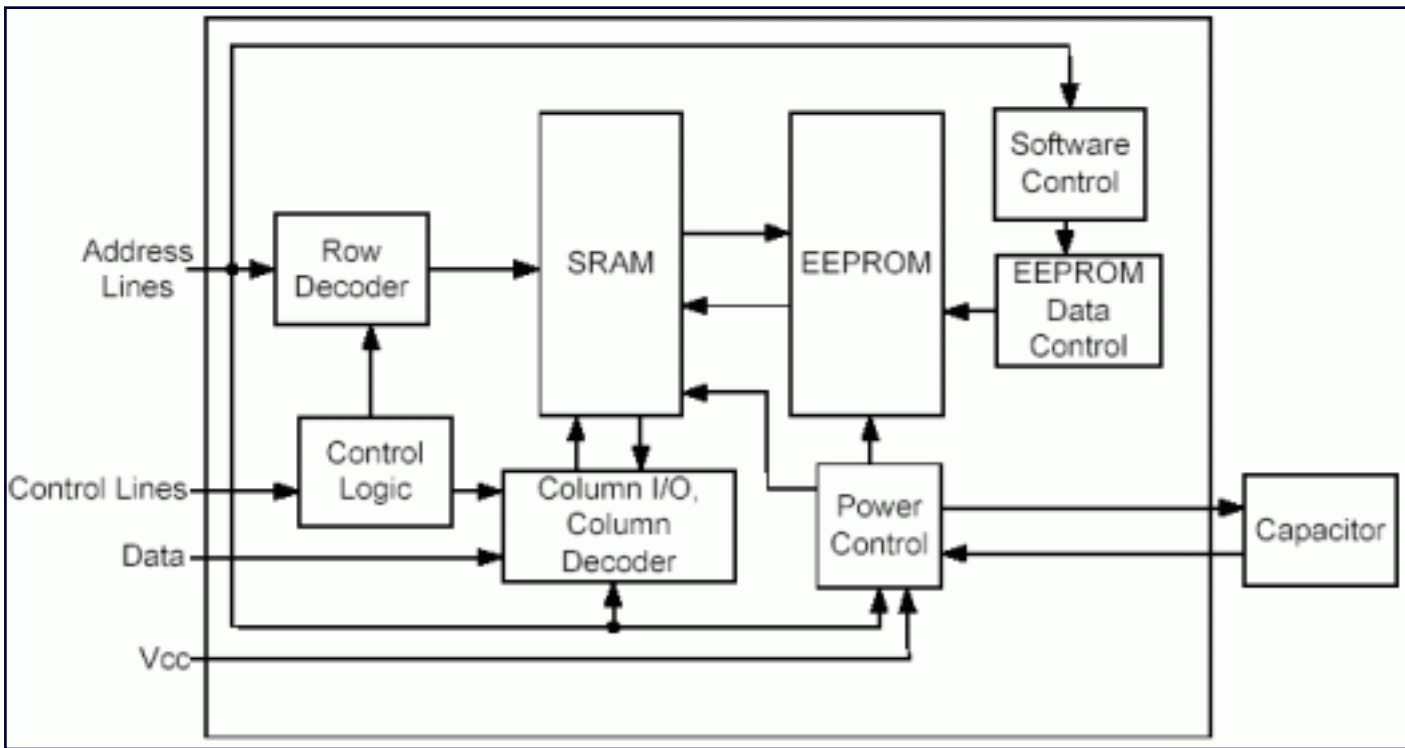 Software
Control
Address
Lines
Row
Decoder
SRAM
EEPROM
EEPROM
Data
Control
Control Lines
Control
Logic
Data
Column I/O,
Column
Decoder
Power
Control
Capacitor
Vcc